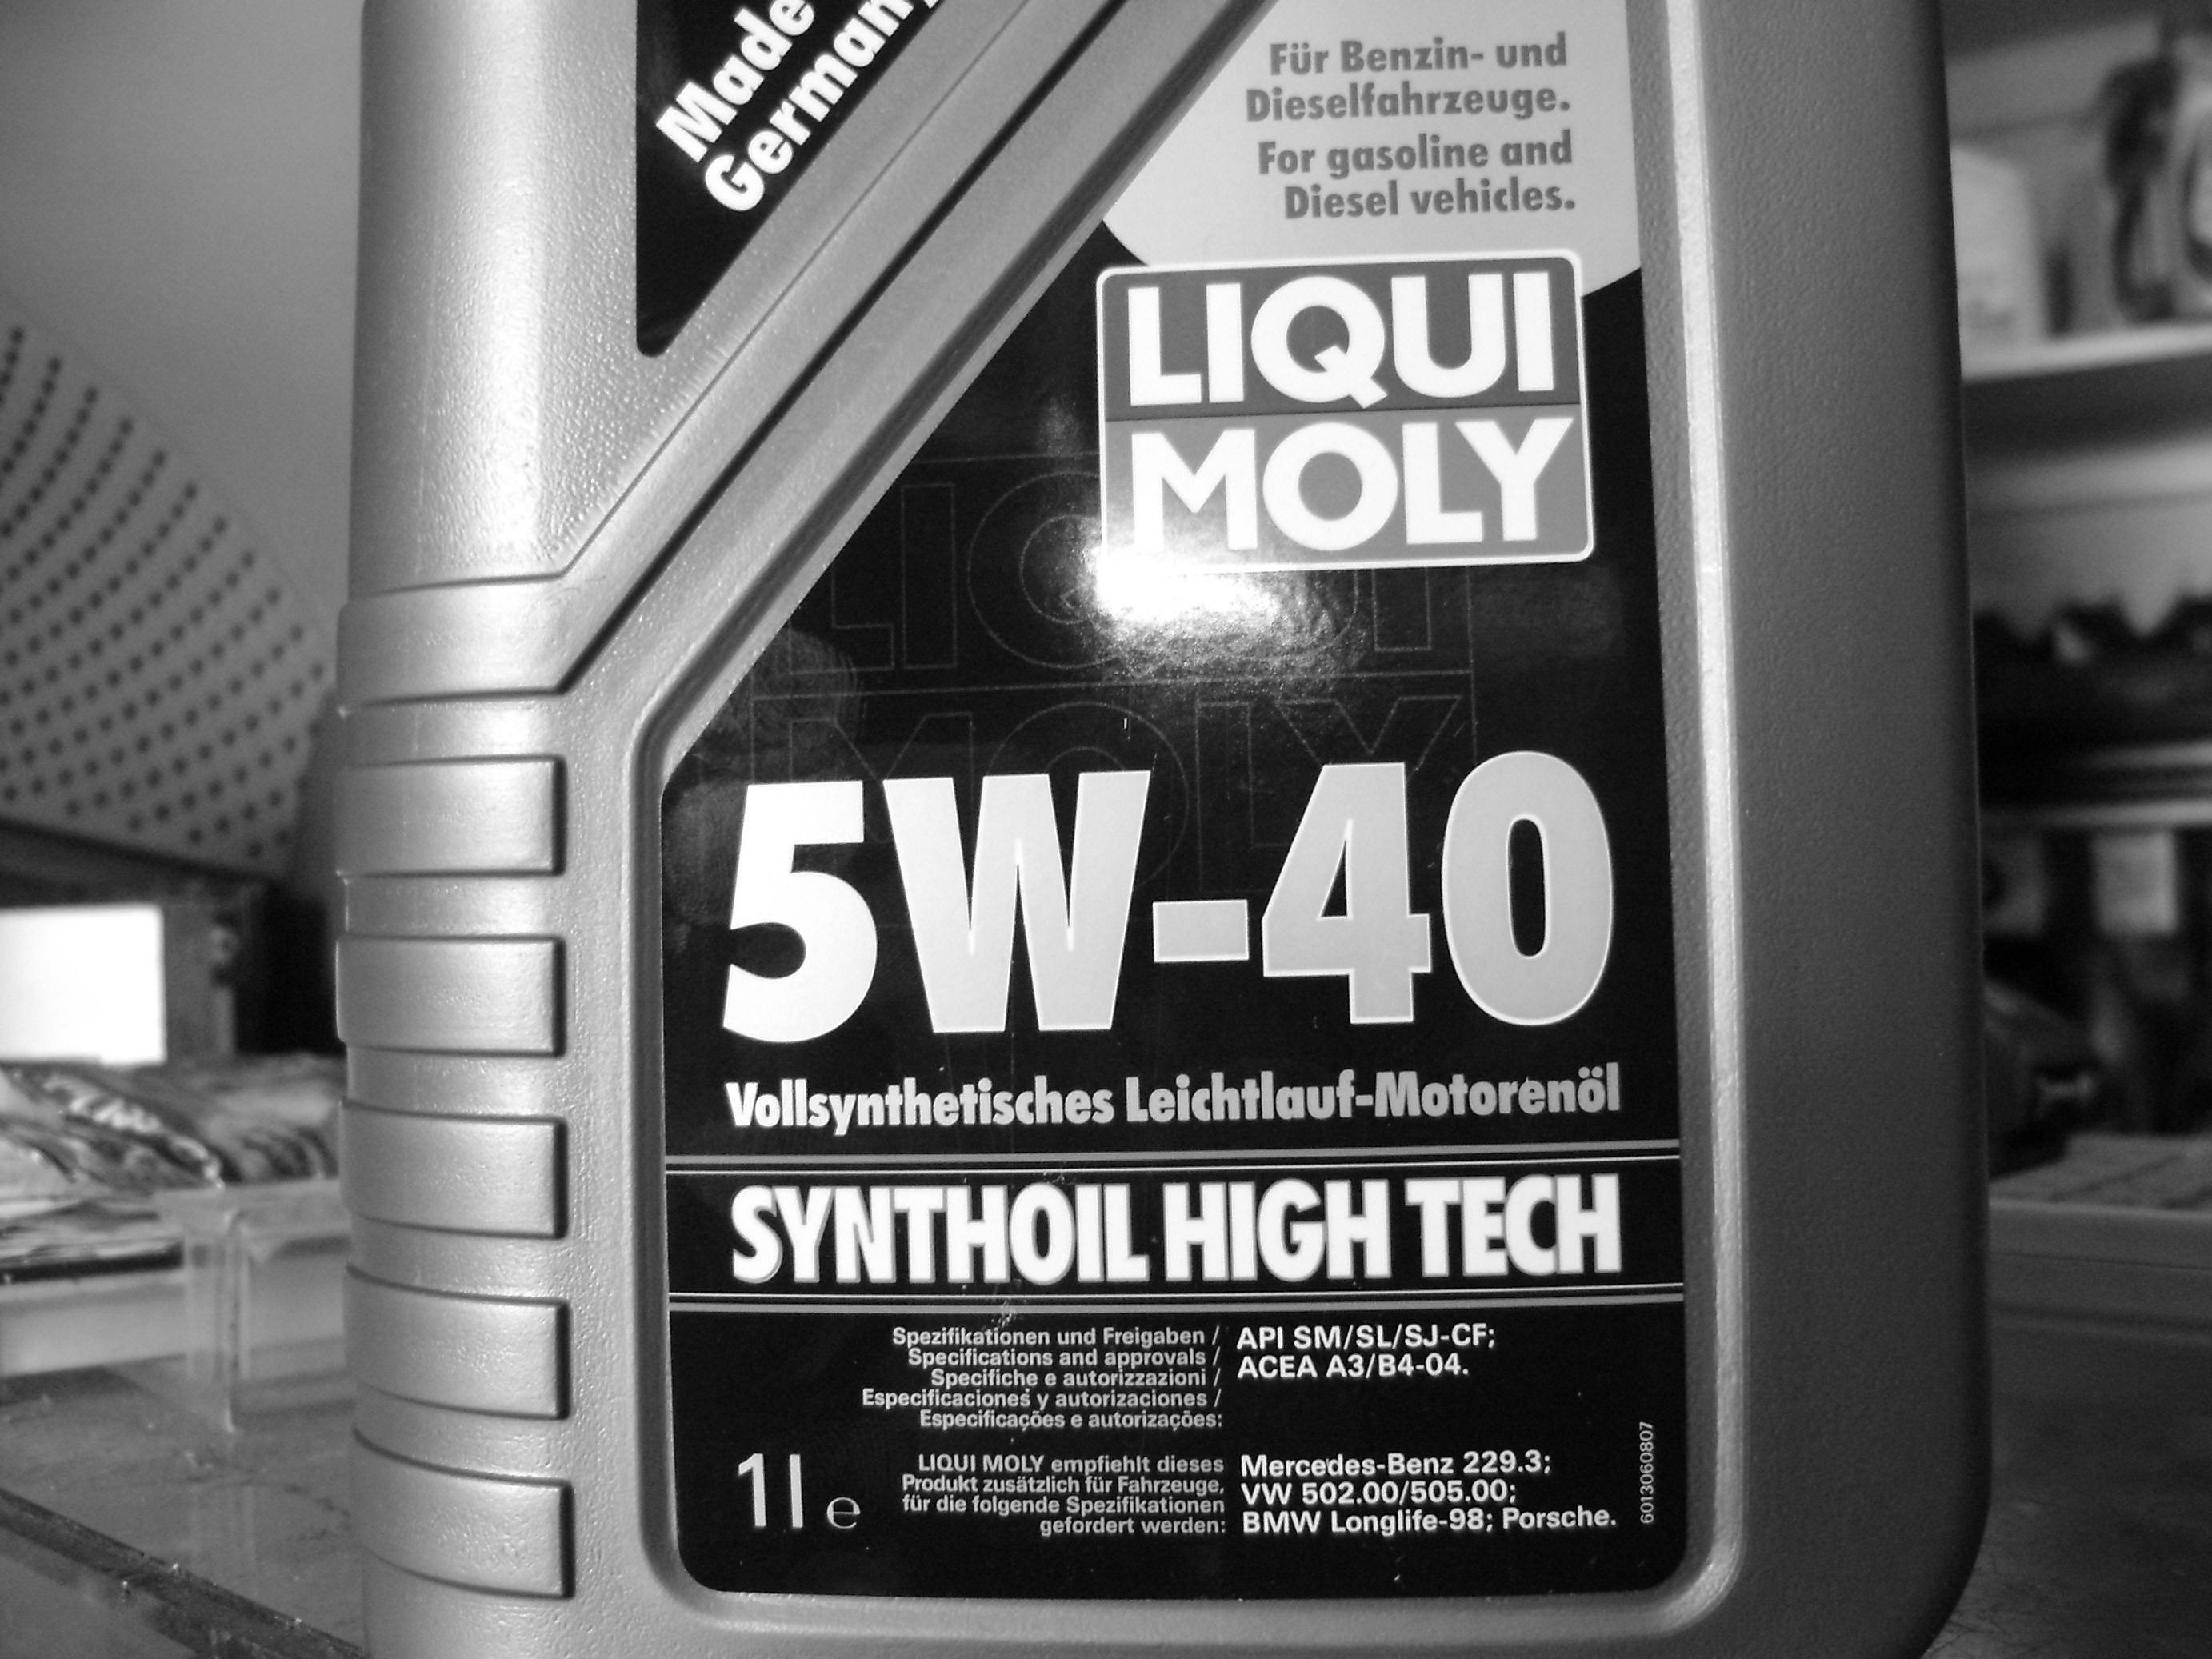 Made
German
Für Benzin- und
Dieselfahrzeuge.
For gasoline and
Diesel vehicles.
LIQUI
MOLY
LIQUI
MOLY
5W-40
Vollsynthetisches Leichtlauf-Motorenöl
SYNTHOIL HIGH TECH
Spezifikationen und Freigaben /
Specifications and approvals /
Specifiche e autorizzazioni /
Especificaciones y autorizaciones /
Especificações e autorizações:
API SM/SL/SJ-CF;
ACEA A3/B4-04.
1l e
LIQUI MOLY empfiehlt dieses
Produkt zusätzlich für Fahrzeuge,
für die folgende Spezifikationen
gefordert werden:
Mercedes-Benz 229.3;
VW 502.00/505.00;
BMW Longlife-98; Porsche.
6013060807